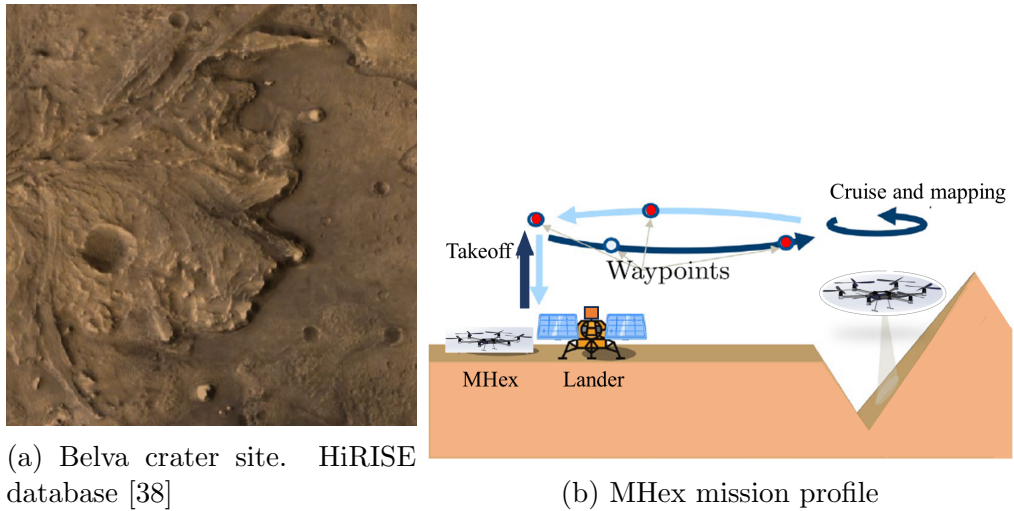 Cruise and mapping
Takeoff
Waypoints
MHex
Lander
(a) Belva crater site. HiRISE
database [38]
(b) MHex mission profile